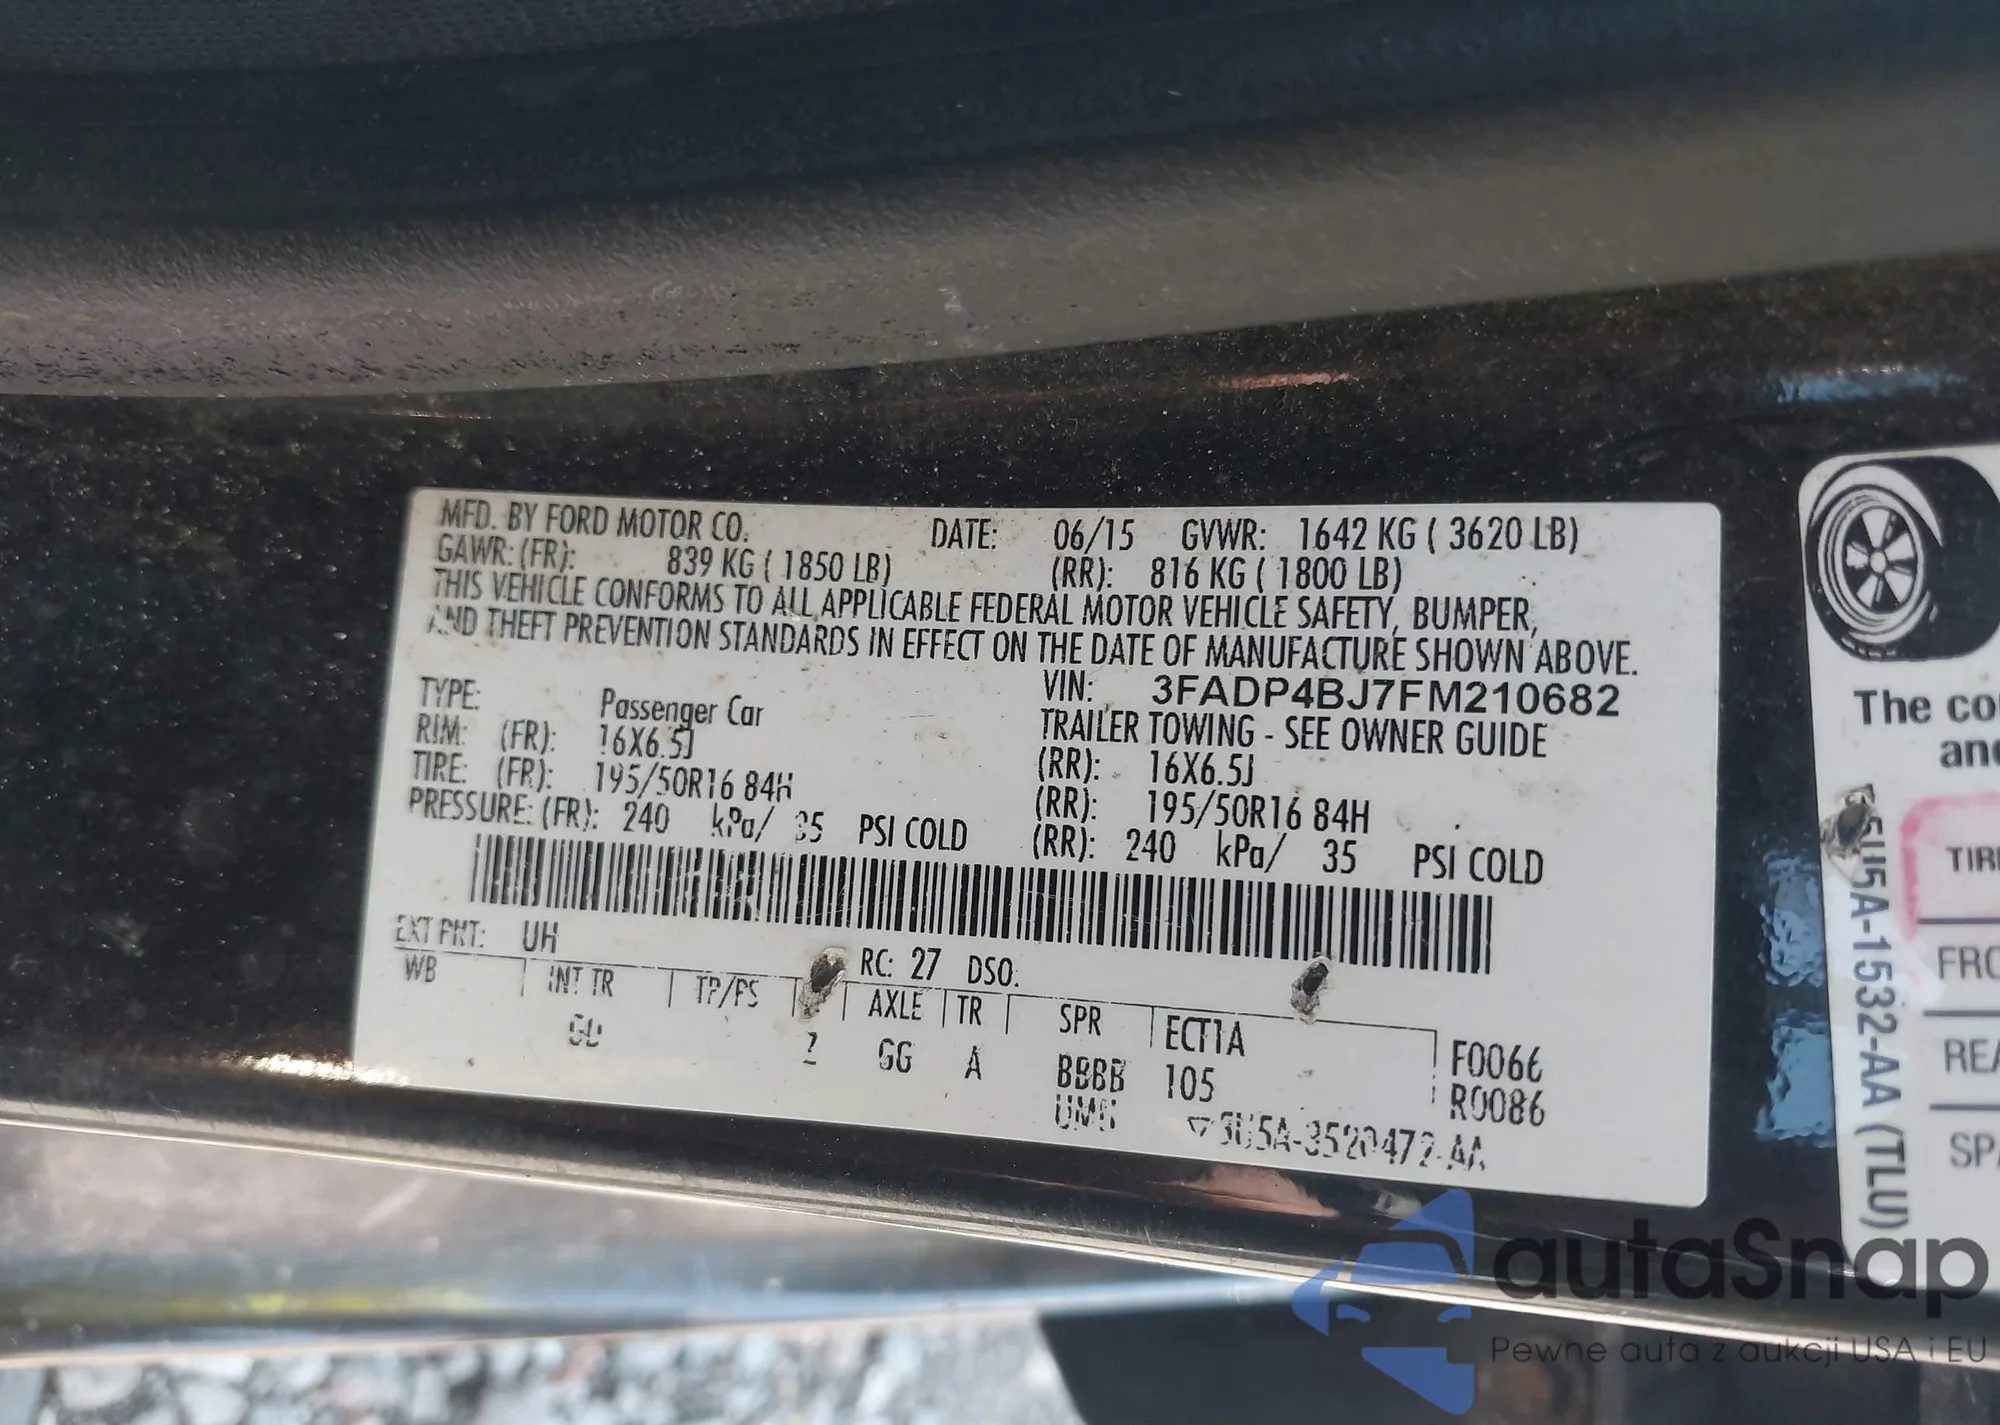 MFD. BY FORD MOTOR CO. DATE: 06/15 GVWR: 1642 KG ( 3620 LB)
GAWR: (FR): 839 KG ( 1850 LB) (RR): 816 KG ( 1800 LB)
THIS VEHICLE CONFORMS TO ALL APPLICABLE FEDERAL MOTOR VEHICLE SAFETY, BUMPER,
AND THEFT PREVENTION STANDARDS IN EFFECT ON THE DATE OF MANUFACTURE SHOWN ABOVE.
VIN: 3FADP4BJ7FM210682
TYPE: Passenger Car TRAILER TOWING - SEE OWNER GUIDE
RIM: (FR): 16X6.5J (RR): 16X6.5J
TIRE: (FR): 195/50R16 84H (RR): 195/50R16 84H
PRESSURE: (FR): 240 kPa/ 35 PSI COLD (RR): 240 kPa/ 35 PSI COLD
EXT PNT: UH RC: 27 DSO:
WB INT TR TP/PS AXLE TR SPR ECT1A
GG A BBBB 105 F0066
R0086
5U5A-3520472-AA
The co
and
TIR
FRO
REA
SPA
5U5A-1532-AA (TLU)
autaSnap
Pewne auta z aukcji USA i EU